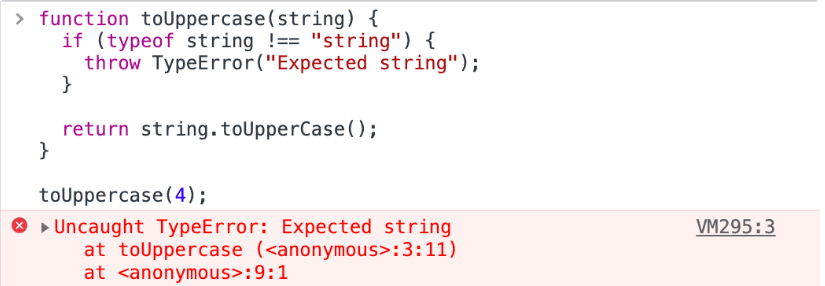 > function toUppercase(string) {
if (typeof string !== "string") {
throw TypeError("Expected string");
}
return string.toUpperCase();
}
toUppercase(4);
Uncaught TypeError: Expected string VM295:3
at toUppercase (<anonymous>:3:11)
at <anonymous>:9:1